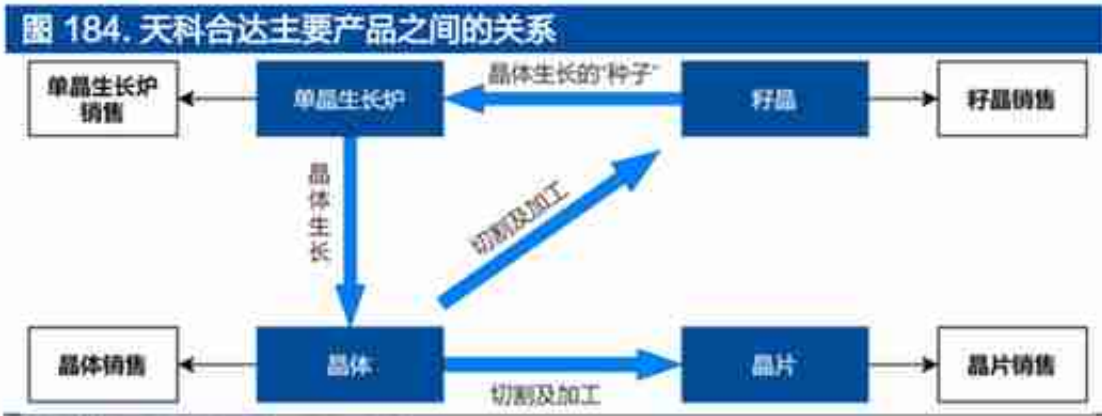 图 184. 天科合达主要产品之间的关系
单晶生长炉
销售
单晶生长炉
晶体生长的“种子”
籽晶
籽晶销售
晶体生长
切割及加工
晶体销售
晶体
切割及加工
晶片
晶片销售